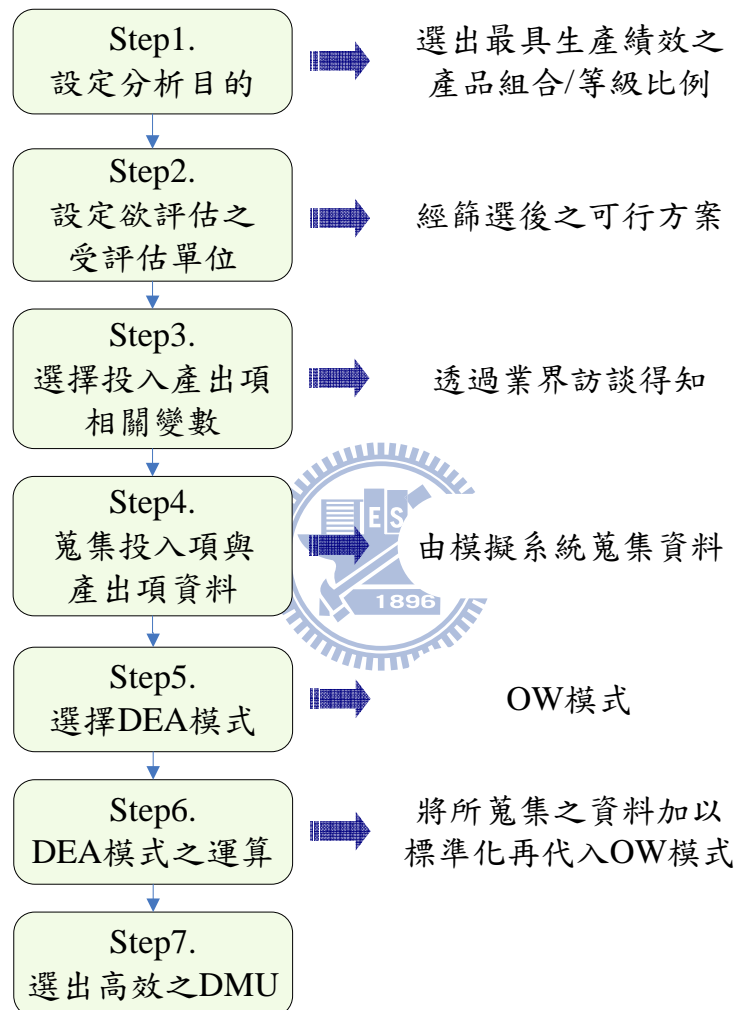 Step1.
設定分析目的
選出最具生產績效之
產品組合/等級比例
Step2.
設定欲評估之
受評估單位
經篩選後之可行方案
Step3.
選擇投入產出項
相關變數
透過業界訪談得知
Step4.
蒐集投入項與
產出項資料
ES
1896
由模擬系統蒐集資料
Step5.
選擇DEA模式
OW模式
Step6.
DEA模式之運算
將所蒐集之資料加以
標準化再代入OW模式
Step7.
選出高效之DMU